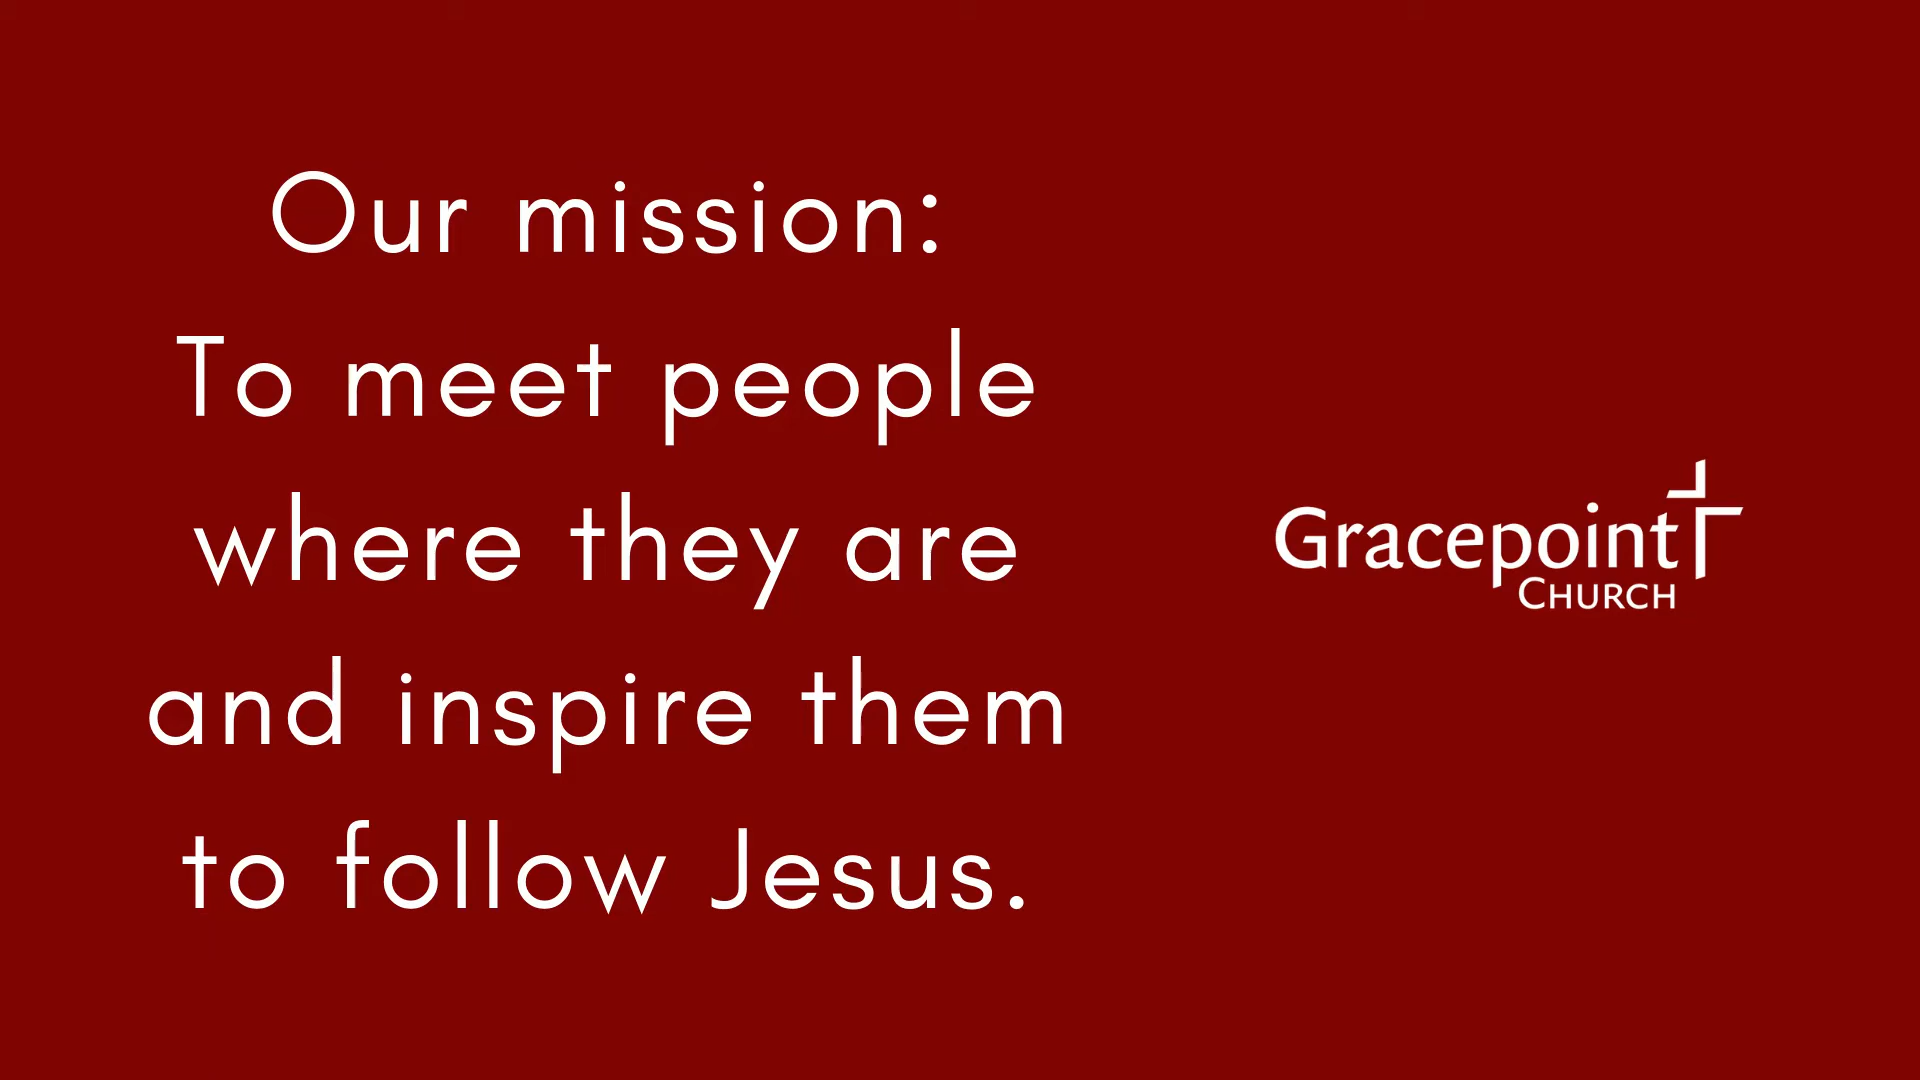 Our mission:
To meet people
where they are
and inspire them
to follow Jesus.
Gracepoint
CHURCH